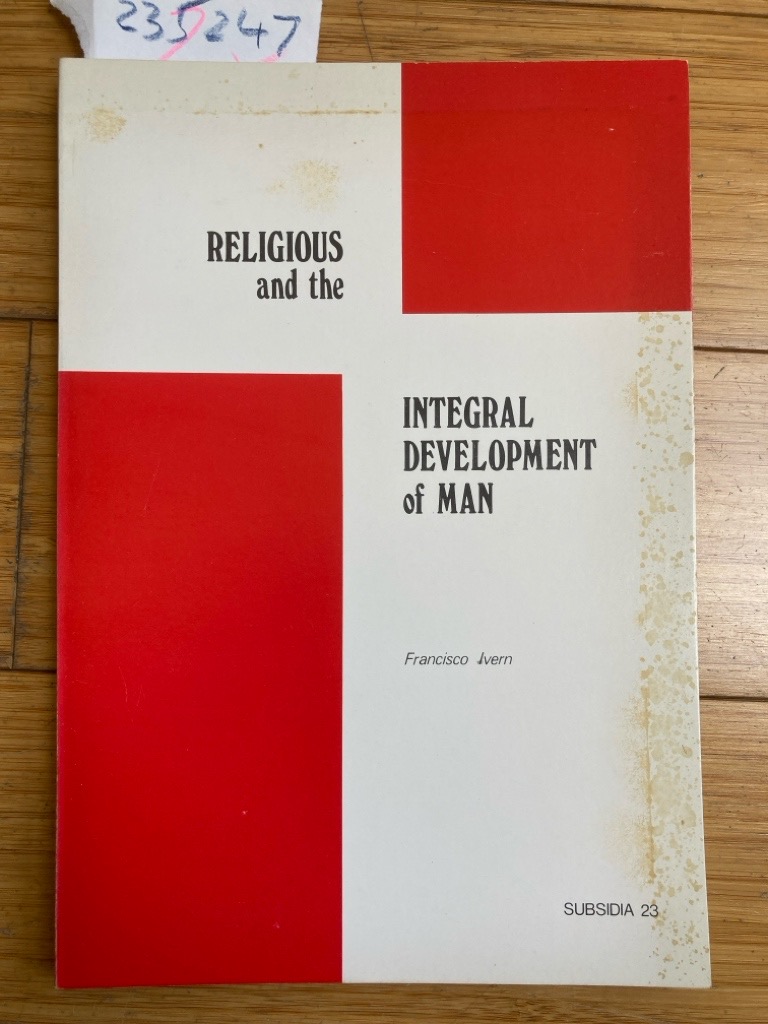 235247
RELIGIOUS
and the
INTEGRAL
DEVELOPMENT
of MAN
Francisco Ivern
SUBSIDIA 23